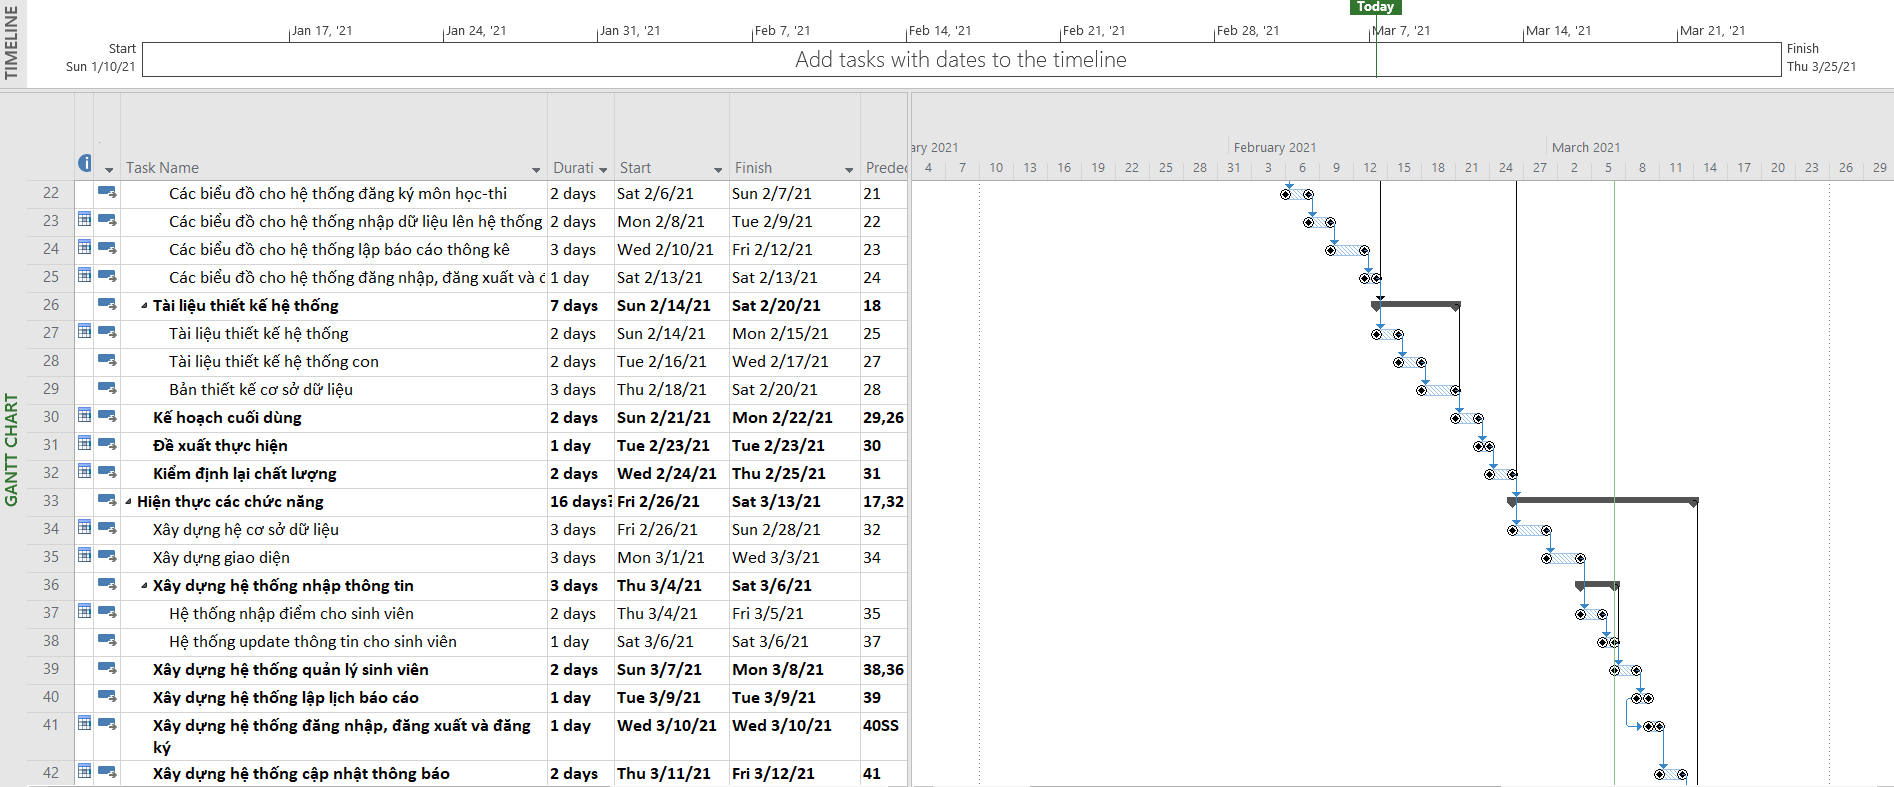 TIMELINE
Today
Jan 17, '21 Jan 24, '21 Jan 31, '21 Feb 7, '21 Feb 14, '21 Feb 21, '21 Feb 28, '21 Mar 7, '21 Mar 14, '21 Mar 21, '21
Start
Sun 1/10/21
Add tasks with dates to the timeline
Finish
Thu 3/25/21
GANTT CHART
Task Name Durati Start Finish Predec
ary 2021 February 2021 March 2021
4 7 10 13 16 19 22 25 28 31 3 6 9 12 15 18 21 24 27 2 5 8 11 14 17 20 23 26 29
22 Các biểu đồ cho hệ thống đăng ký môn học-thi 2 days Sat 2/6/21 Sun 2/7/21 21
23 Các biểu đồ cho hệ thống nhập dữ liệu lên hệ thống 2 days Mon 2/8/21 Tue 2/9/21 22
24 Các biểu đồ cho hệ thống lập báo cáo thông kê 3 days Wed 2/10/21 Fri 2/12/21 23
25 Các biểu đồ cho hệ thống đăng nhập, đăng xuất và đ 1 day Sat 2/13/21 Sat 2/13/21 24
26 Tài liệu thiết kế hệ thống 7 days Sun 2/14/21 Sat 2/20/21 18
27 Tài liệu thiết kế hệ thống 2 days Sun 2/14/21 Mon 2/15/21 25
28 Tài liệu thiết kế hệ thống con 2 days Tue 2/16/21 Wed 2/17/21 27
29 Bản thiết kế cơ sở dữ liệu 3 days Thu 2/18/21 Sat 2/20/21 28
30 Kế hoạch cuối dùng 2 days Sun 2/21/21 Mon 2/22/21 29,26
31 Đề xuất thực hiện 1 day Tue 2/23/21 Tue 2/23/21 30
32 Kiểm định lại chất lượng 2 days Wed 2/24/21 Thu 2/25/21 31
33 Hiện thực các chức năng 16 days? Fri 2/26/21 Sat 3/13/21 17,32
34 Xây dựng hệ cơ sở dữ liệu 3 days Fri 2/26/21 Sun 2/28/21 32
35 Xây dựng giao diện 3 days Mon 3/1/21 Wed 3/3/21 34
36 Xây dựng hệ thống nhập thông tin 3 days Thu 3/4/21 Sat 3/6/21
37 Hệ thống nhập điểm cho sinh viên 2 days Thu 3/4/21 Fri 3/5/21 35
38 Hệ thống update thông tin cho sinh viên 1 day Sat 3/6/21 Sat 3/6/21 37
39 Xây dựng hệ thống quản lý sinh viên 2 days Sun 3/7/21 Mon 3/8/21 38,36
40 Xây dựng hệ thống lập lịch báo cáo 1 day Tue 3/9/21 Tue 3/9/21 39
41 Xây dựng hệ thống đăng nhập, đăng xuất và đăng 1 day Wed 3/10/21 Wed 3/10/21 40SS
ký
42 Xây dựng hệ thống cập nhật thông báo 2 days Thu 3/11/21 Fri 3/12/21 41